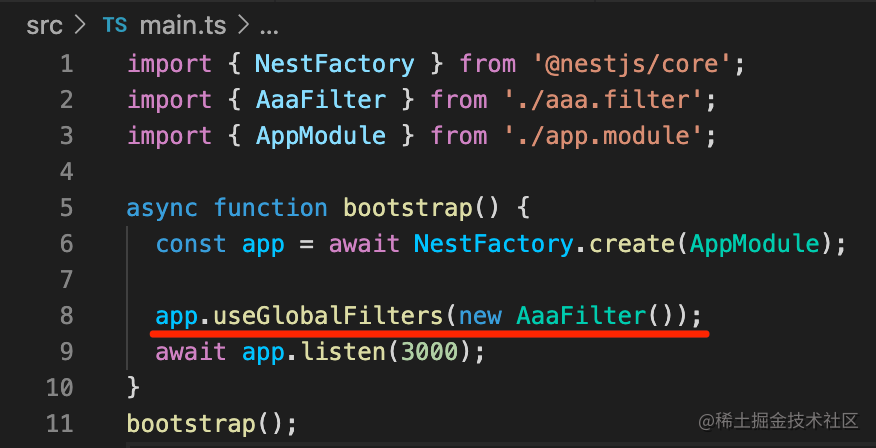 src > TS main.ts > ...
1 import { NestFactory } from '@nestjs/core';
2 import { AaaFilter } from './aaa.filter';
3 import { AppModule } from './app.module';
4
5 async function bootstrap() {
6   const app = await NestFactory.create(AppModule);
7
8   app.useGlobalFilters(new AaaFilter());
9   await app.listen(3000);
10 }
11 bootstrap();
@稀土掘金技术社区